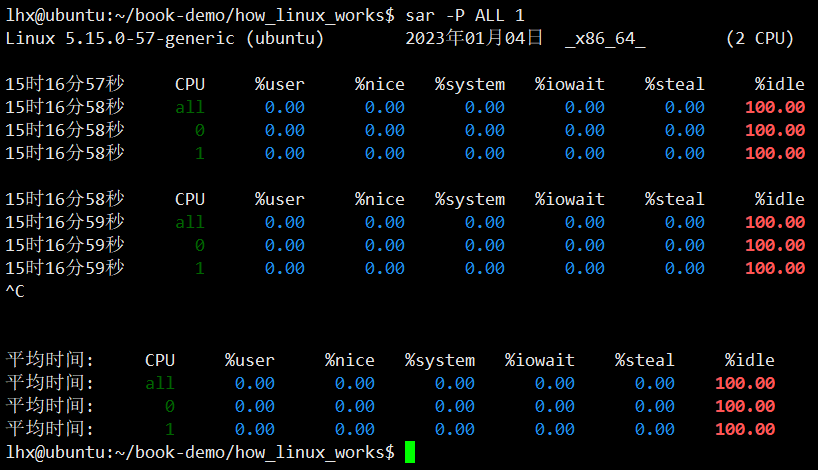 lhx@ubuntu:~/book-demo/how_linux_works$ sar -P ALL 1
Linux 5.15.0-57-generic (ubuntu) 2023年01月04日 _x86_64_ (2 CPU)
15时16分57秒 CPU %user %nice %system %iowait %steal %idle
15时16分58秒 all 0.00 0.00 0.00 0.00 0.00 100.00
15时16分58秒 0 0.00 0.00 0.00 0.00 0.00 100.00
15时16分58秒 1 0.00 0.00 0.00 0.00 0.00 100.00
15时16分58秒 CPU %user %nice %system %iowait %steal %idle
15时16分59秒 all 0.00 0.00 0.00 0.00 0.00 100.00
15时16分59秒 0 0.00 0.00 0.00 0.00 0.00 100.00
15时16分59秒 1 0.00 0.00 0.00 0.00 0.00 100.00
^C
平均时间: CPU %user %nice %system %iowait %steal %idle
平均时间: all 0.00 0.00 0.00 0.00 0.00 100.00
平均时间: 0 0.00 0.00 0.00 0.00 0.00 100.00
平均时间: 1 0.00 0.00 0.00 0.00 0.00 100.00
lhx@ubuntu:~/book-demo/how_linux_works$